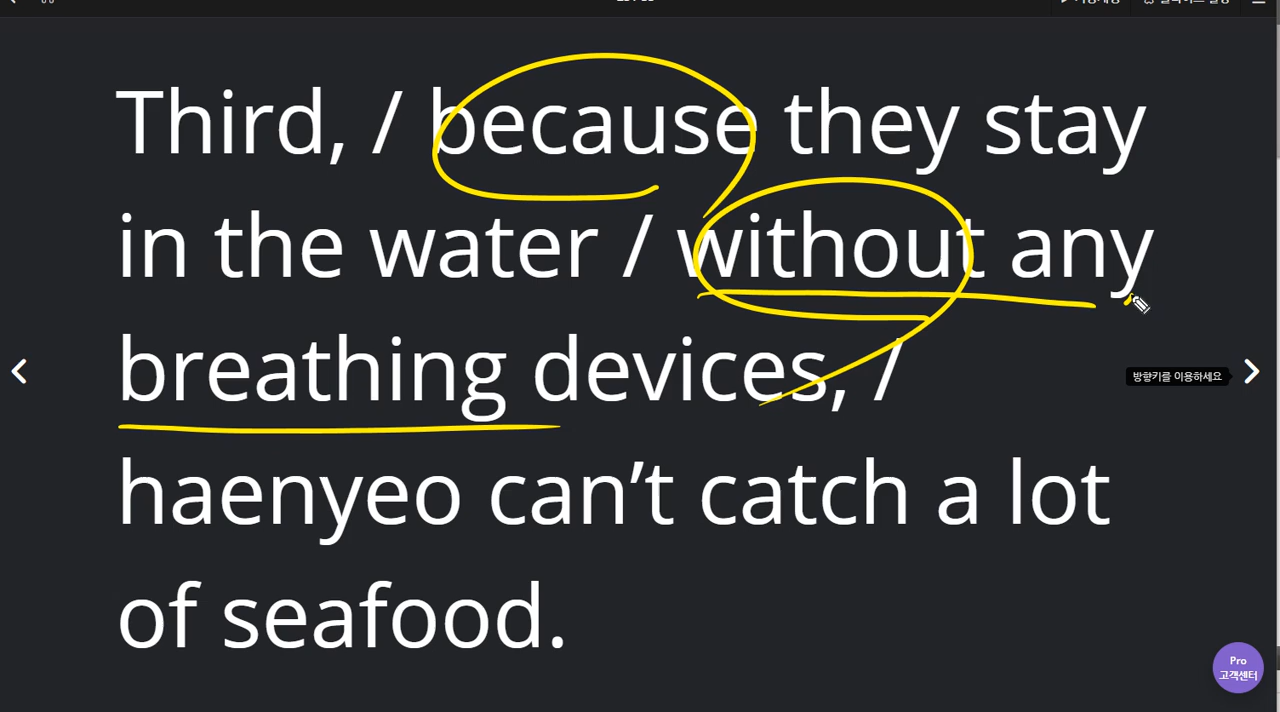 Third, / because they stay
in the water / without any
breathing devices, /
방향키를 이용하세요
haenyeo can’t catch a lot
of seafood.
Pro
고객센터